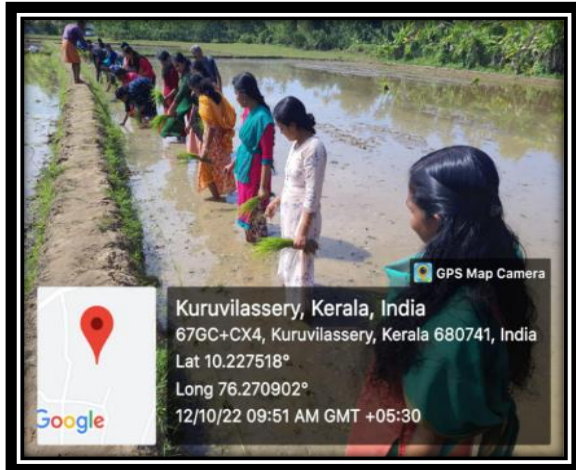 GPS Map Camera
Kuruvilassery, Kerala, India
67GC+CX4, Kuruvilassery, Kerala 680741, India
Lat 10.227518°
Long 76.270902°
12/10/22 09:51 AM GMT +05:30
Google